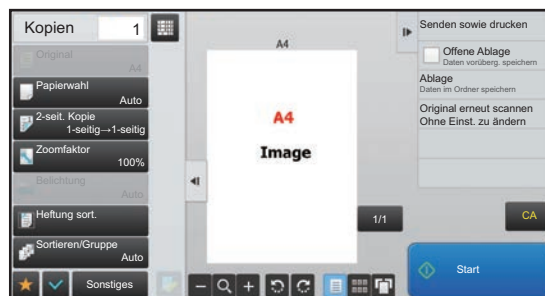 Kopien
1
Original
A4
Papierwahl
Auto
2-seit. Kopie
1-seitig→1-seitig
Zoomfaktor
100%
Belichtung
Auto
Heftung sort.
Sortieren/Gruppe
Auto
Sonstiges
A4
A4
Image
1/1
Senden sowie drucken
Offene Ablage
Daten vorüberg. speichern
Ablage
Daten im Ordner speichern
Original erneut scannen
Ohne Einst. zu ändern
CA
Start